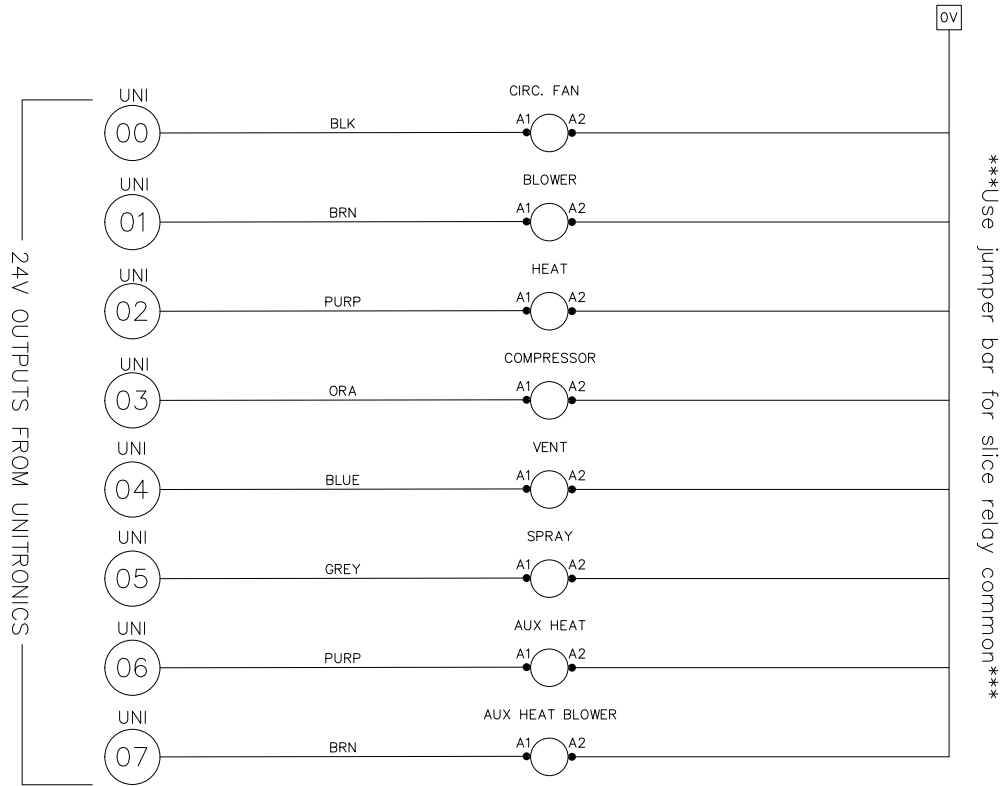 0V
UNI
00
BLK
CIRC. FAN
A1
A2
UNI
01
BRN
BLOWER
A1
A2
UNI
02
PURP
HEAT
A1
A2
UNI
03
ORA
COMPRESSOR
A1
A2
UNI
04
BLUE
VENT
A1
A2
UNI
05
GREY
SPRAY
A1
A2
UNI
06
PURP
AUX HEAT
A1
A2
UNI
07
BRN
AUX HEAT BLOWER
A1
A2
24V OUTPUTS FROM UNITRONICS
***Use jumper bar for slice relay common***